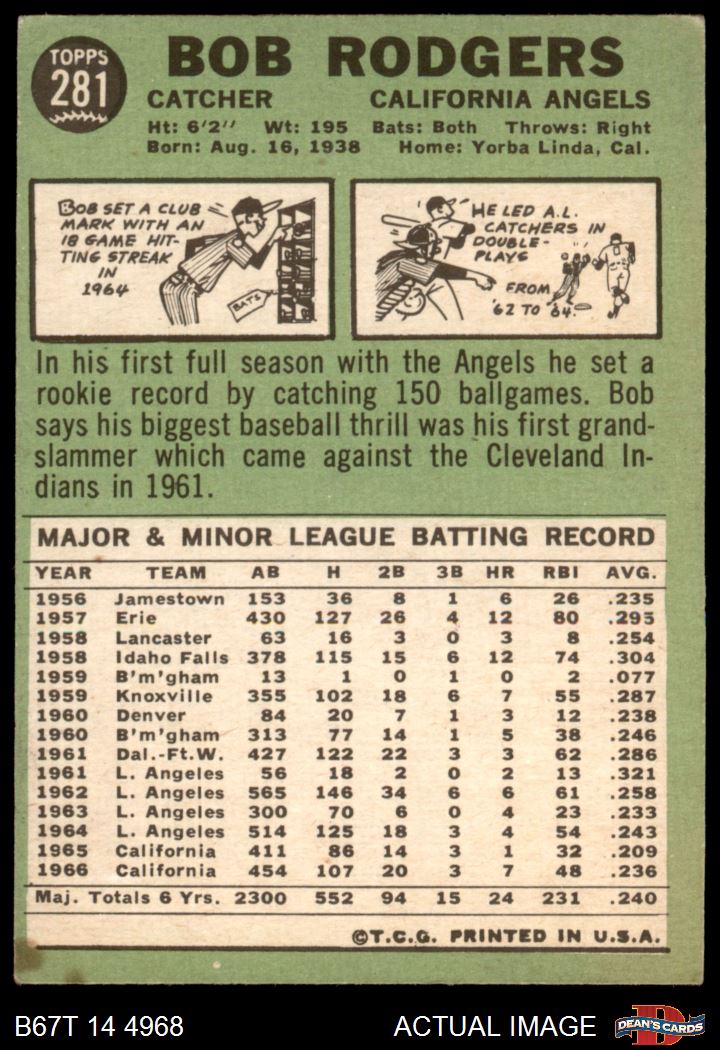 TOPPS
281
BOB RODGERS
CATCHER CALIFORNIA ANGELS
Ht: 6'2" Wt: 195 Bats: Both Throws: Right
Born: Aug. 16, 1938 Home: Yorba Linda, Cal.
BOB SET A CLUB
MARK WITH AN
18 GAME HIT-
TING STREAK
IN
1964
BATS
HE LED A.L.
CATCHERS IN
DOUBLE-
PLAYS
FROM
'62 TO '64.
In his first full season with the Angels he set a
rookie record by catching 150 ballgames. Bob
says his biggest baseball thrill was his first grand-
slammer which came against the Cleveland In-
dians in 1961.
MAJOR & MINOR LEAGUE BATTING RECORD
YEAR TEAM AB H 2B 3B HR RBI AVG.
1956 Jamestown 153 36 8 1 6 26 .235
1957 Erie 430 127 26 4 12 80 .295
1958 Lancaster 63 16 3 0 3 8 .254
1958 Idaho Falls 378 115 15 6 12 74 .304
1959 B'm'gham 13 1 0 1 0 2 .077
1959 Knoxville 355 102 18 6 7 55 .287
1960 Denver 84 20 7 1 3 12 .238
1960 B'm'gham 313 77 14 1 5 38 .246
1961 Dal.-Ft.W. 427 122 22 3 3 62 .286
1961 L. Angeles 56 18 2 0 2 13 .321
1962 L. Angeles 565 146 34 6 6 61 .258
1963 L. Angeles 300 70 6 0 4 23 .233
1964 L. Angeles 514 125 18 3 4 54 .243
1965 California 411 86 14 3 1 32 .209
1966 California 454 107 20 3 7 48 .236
Maj. Totals 6 Yrs. 2300 552 94 15 24 231 .240
©T.C.G. PRINTED IN U.S.A.
B67T 14 4968 ACTUAL IMAGE DEAN'S CARDS